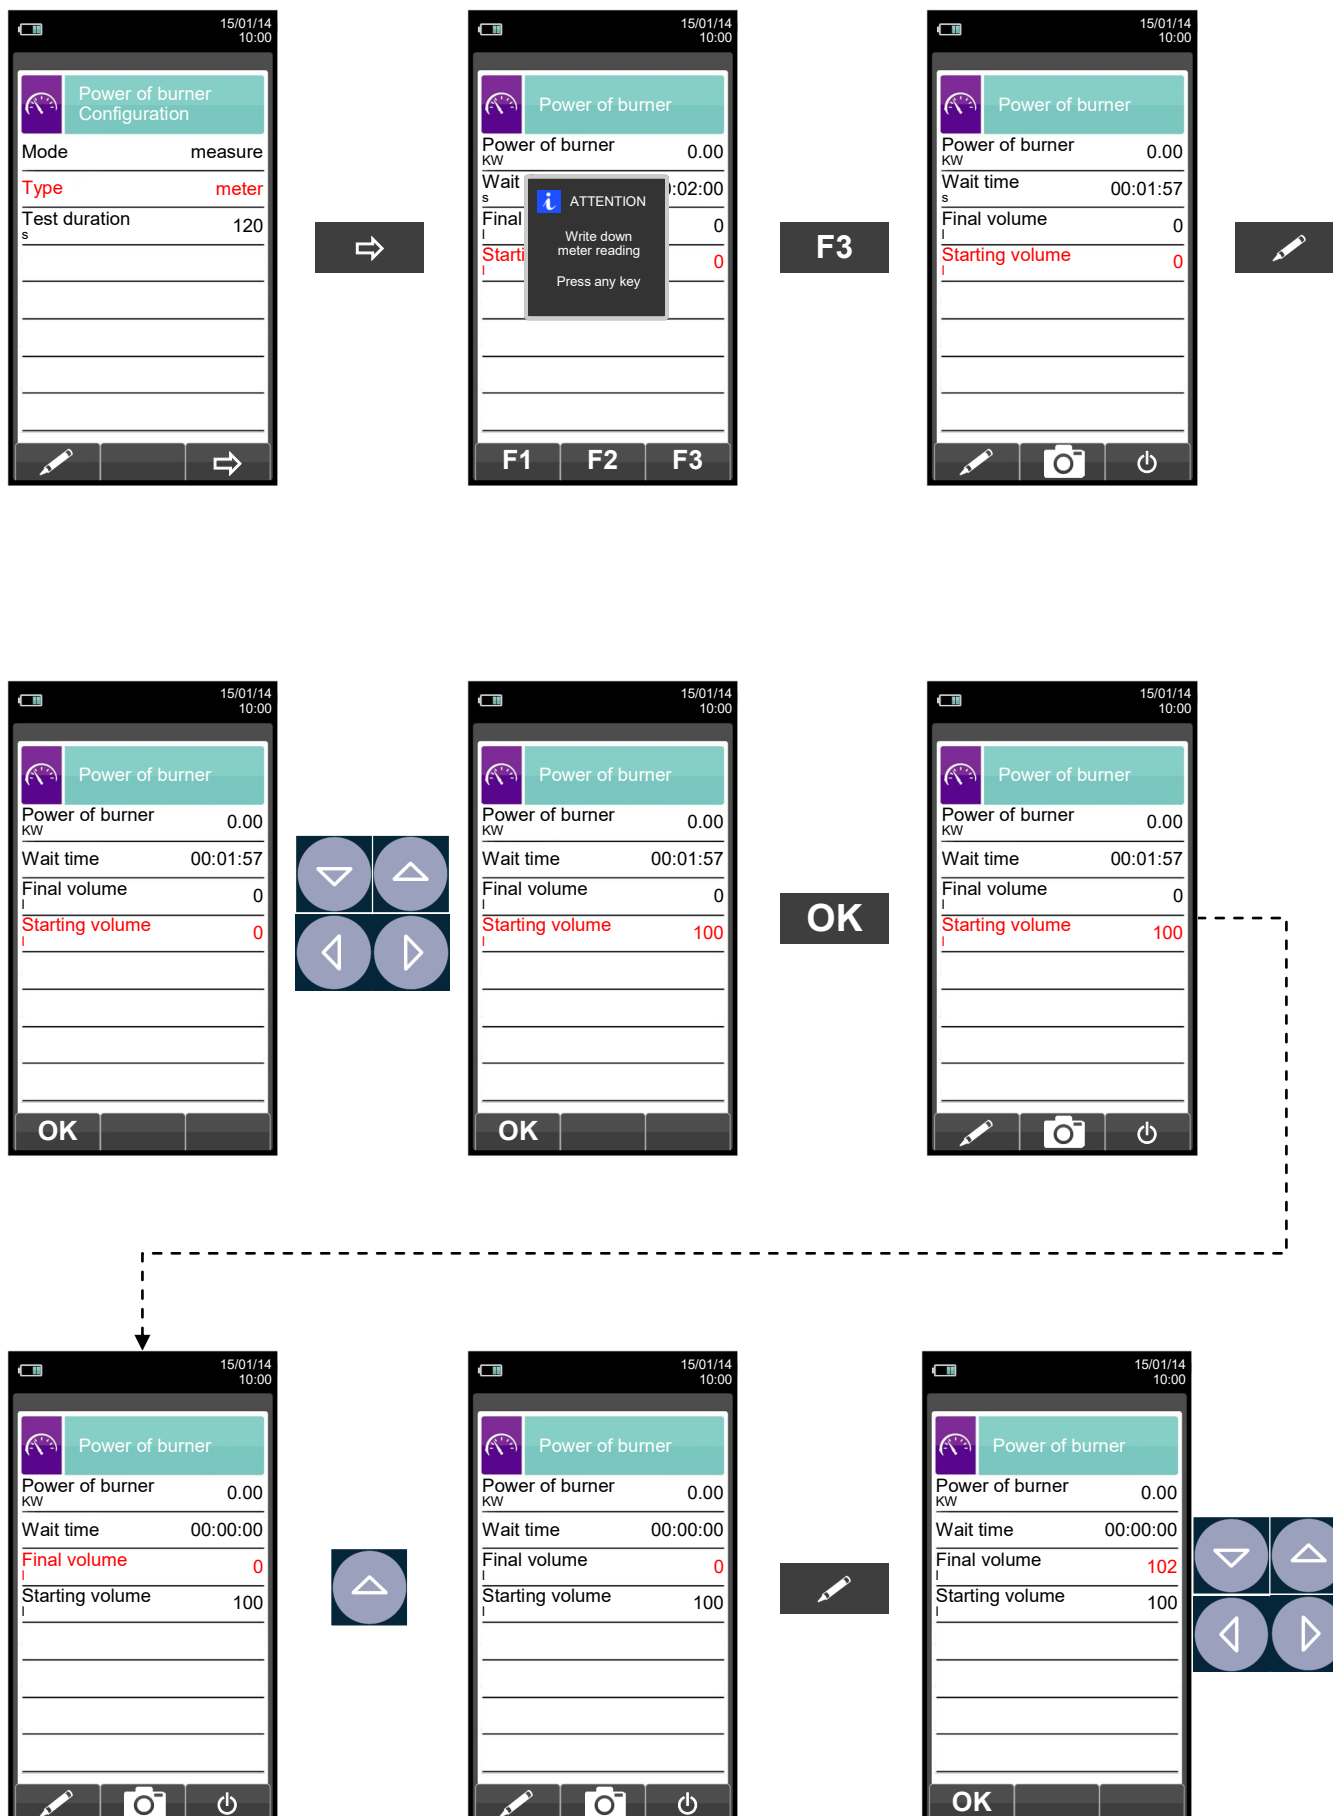 15/01/14
10:00
Power of burner
Configuration
Mode measure
Type meter
Test duration 120
s
15/01/14
10:00
Power of burner
Power of burner 0.00
KW
Wait :02:00
s
Final 0
l
Starti 0
l
i ATTENTION
Write down
meter reading
Press any key
F1 F2 F3
F3
15/01/14
10:00
Power of burner
Power of burner 0.00
KW
Wait time 00:01:57
s
Final volume 0
l
Starting volume 0
l
15/01/14
10:00
Power of burner
Power of burner 0.00
KW
Wait time 00:01:57
Final volume 0
l
Starting volume 0
l
OK
15/01/14
10:00
Power of burner
Power of burner 0.00
KW
Wait time 00:01:57
Final volume 0
l
Starting volume 100
l
OK
OK
15/01/14
10:00
Power of burner
Power of burner 0.00
KW
Wait time 00:01:57
Final volume 0
l
Starting volume 100
l
15/01/14
10:00
Power of burner
Power of burner 0.00
KW
Wait time 00:00:00
Final volume 0
l
Starting volume 100
l
15/01/14
10:00
Power of burner
Power of burner 0.00
KW
Wait time 00:00:00
Final volume 0
l
Starting volume 100
l
15/01/14
10:00
Power of burner
Power of burner 0.00
KW
Wait time 00:00:00
Final volume 102
l
Starting volume 100
l
OK